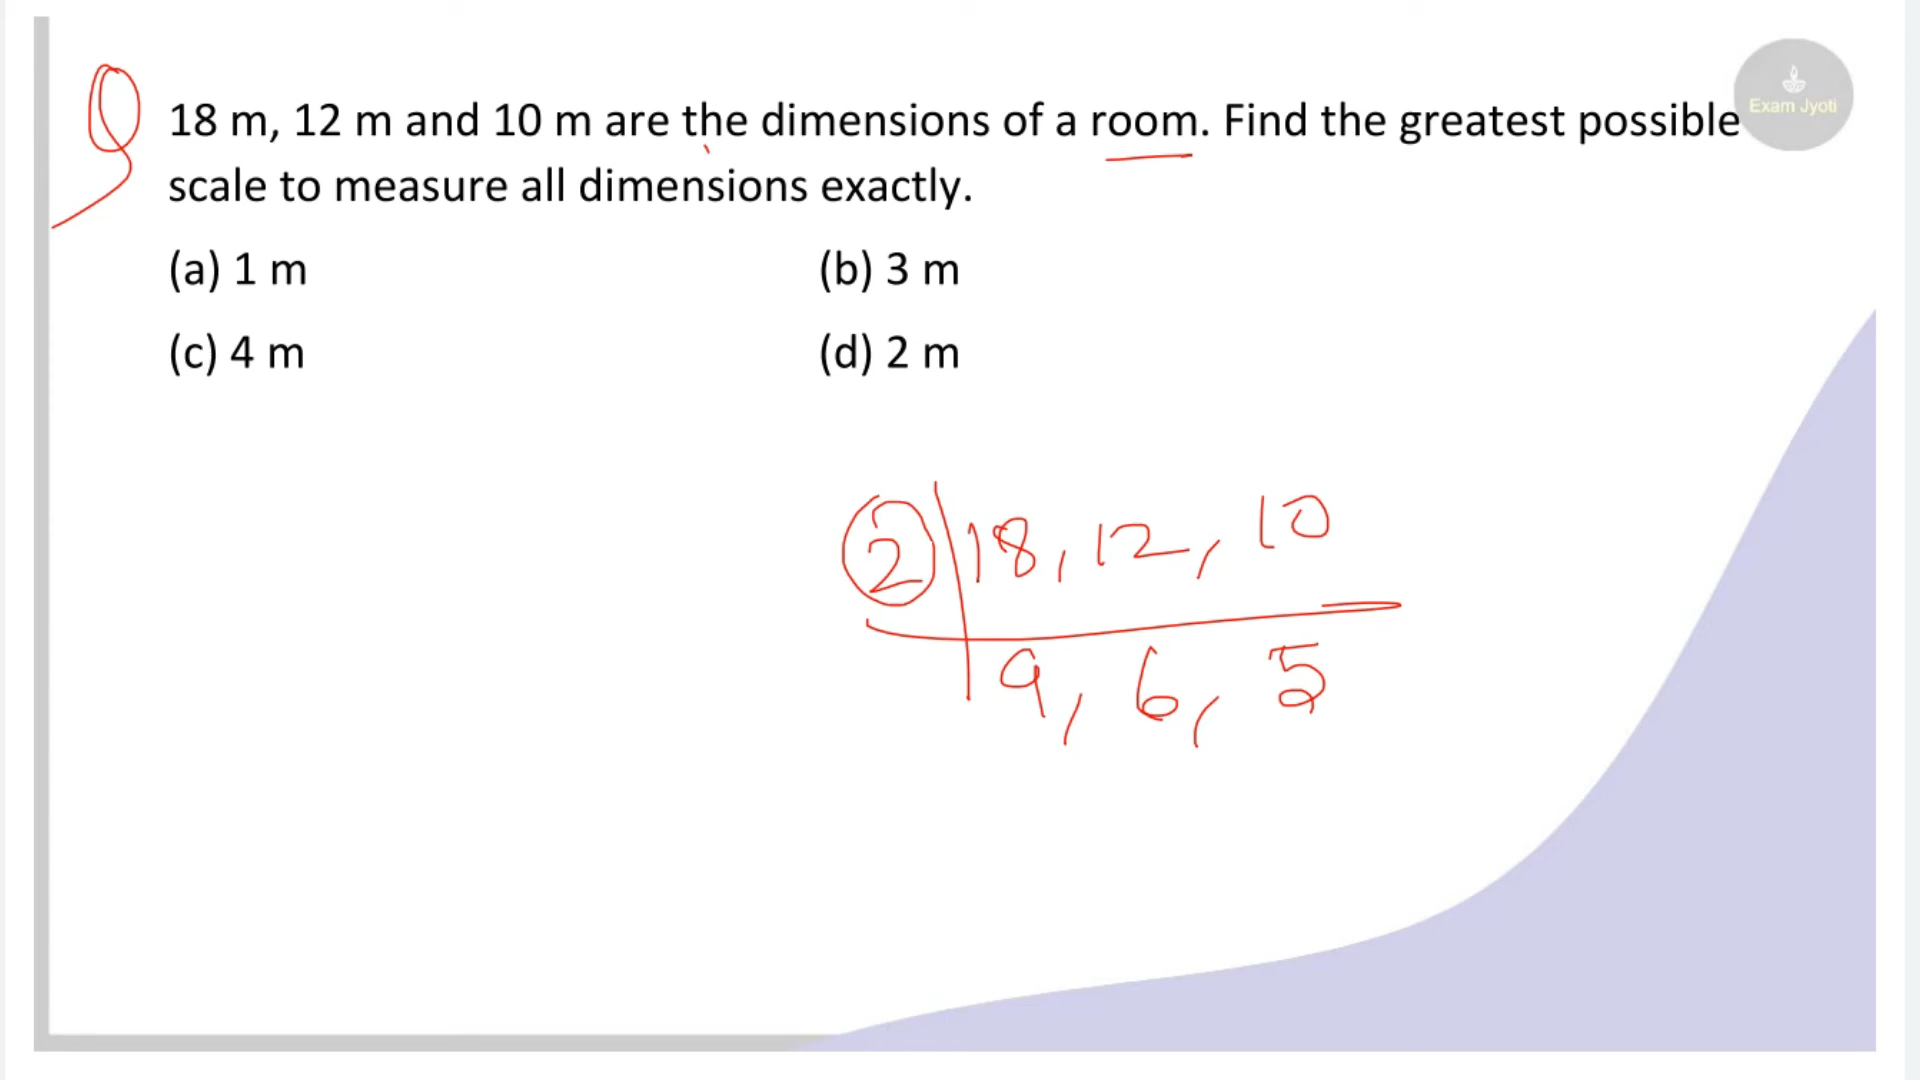 Exam Jyoti
18 m, 12 m and 10 m are the dimensions of a room. Find the greatest possible
scale to measure all dimensions exactly.
(a) 1 m (b) 3 m
(c) 4 m (d) 2 m
2 18, 12, 10
9, 6, 5